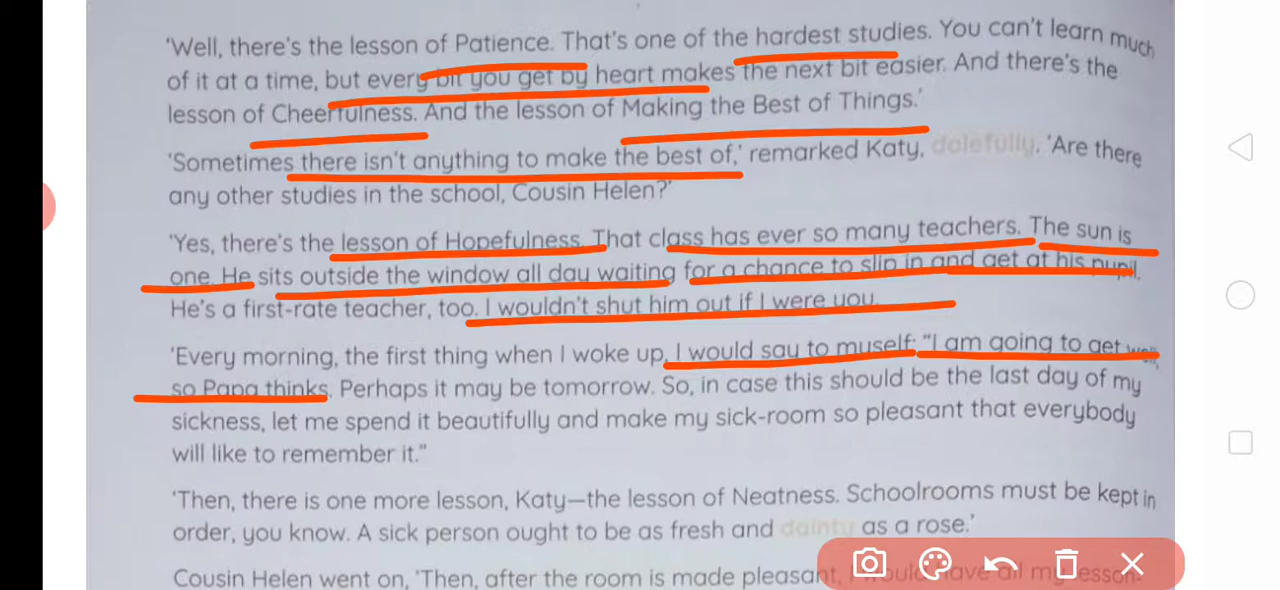 'Well, there's the lesson of Patience. That's one of the hardest studies. You can't learn much
of it at a time, but every bit you get by heart makes the next bit easier. And there's the
lesson of Cheerfulness. And the lesson of Making the Best of Things.'
'Sometimes there isn't anything to make the best of,' remarked Katy, dolefully. 'Are there
any other studies in the school, Cousin Helen?'
'Yes, there's the lesson of Hopefulness. That class has ever so many teachers. The sun is
one. He sits outside the window all day waiting for a chance to slip in and get at his pupil.
He's a first-rate teacher, too. I wouldn't shut him out if I were you.
'Every morning, the first thing when I woke up, I would say to myself: "I am going to get well,
so Papa thinks. Perhaps it may be tomorrow. So, in case this should be the last day of my
sickness, let me spend it beautifully and make my sick-room so pleasant that everybody
will like to remember it."
'Then, there is one more lesson, Katy—the lesson of Neatness. Schoolrooms must be kept in
order, you know. A sick person ought to be as fresh and dainty as a rose.'
Cousin Helen went on, 'Then, after the room is made pleasant, I would have all my lesson-